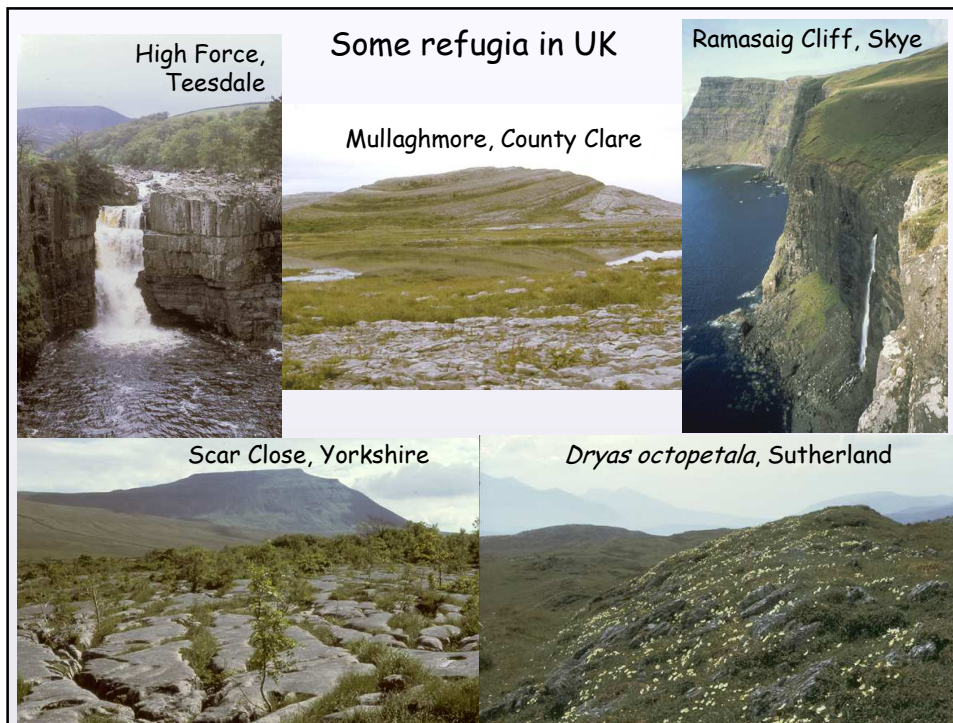 Some refugia in UK
High Force,
Teesdale
Mullaghmore, County Clare
Ramasaig Cliff, Skye
Scar Close, Yorkshire
Dryas octopetala, Sutherland